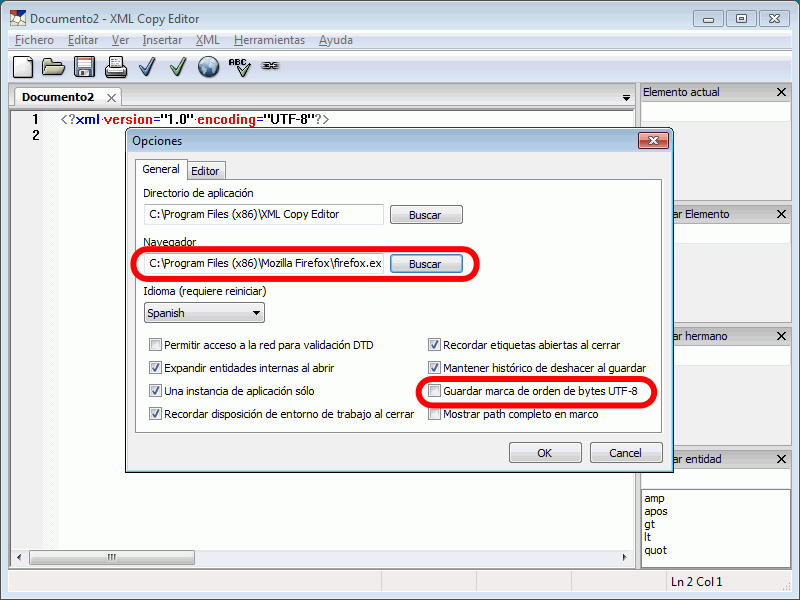 Documento2 - XML Copy Editor
Fichero Editar Ver Insertar XML Herramientas Ayuda
ABC
Documento2
Elemento actual
1 <?xml version="1.0" encoding="UTF-8"?>
2
Opciones
General Editor
Directorio de aplicación
C:\Program Files (x86)\XML Copy Editor Buscar
ar Elemento
Navegador
C:\Program Files (x86)\Mozilla Firefox\firefox.ex Buscar
Idioma (requiere reiniciar)
Spanish
ar hermano
Permitir acceso a la red para validación DTD Recordar etiquetas abiertas al cerrar
Expandir entidades internas al abrir Mantener histórico de deshacer al guardar
Una instancia de aplicación sólo Guardar marca de orden de bytes UTF-8
Recordar disposición de entorno de trabajo al cerrar Mostrar path completo en marco
OK Cancel
ar entidad
amp
apos
gt
lt
quot
Ln 2 Col 1